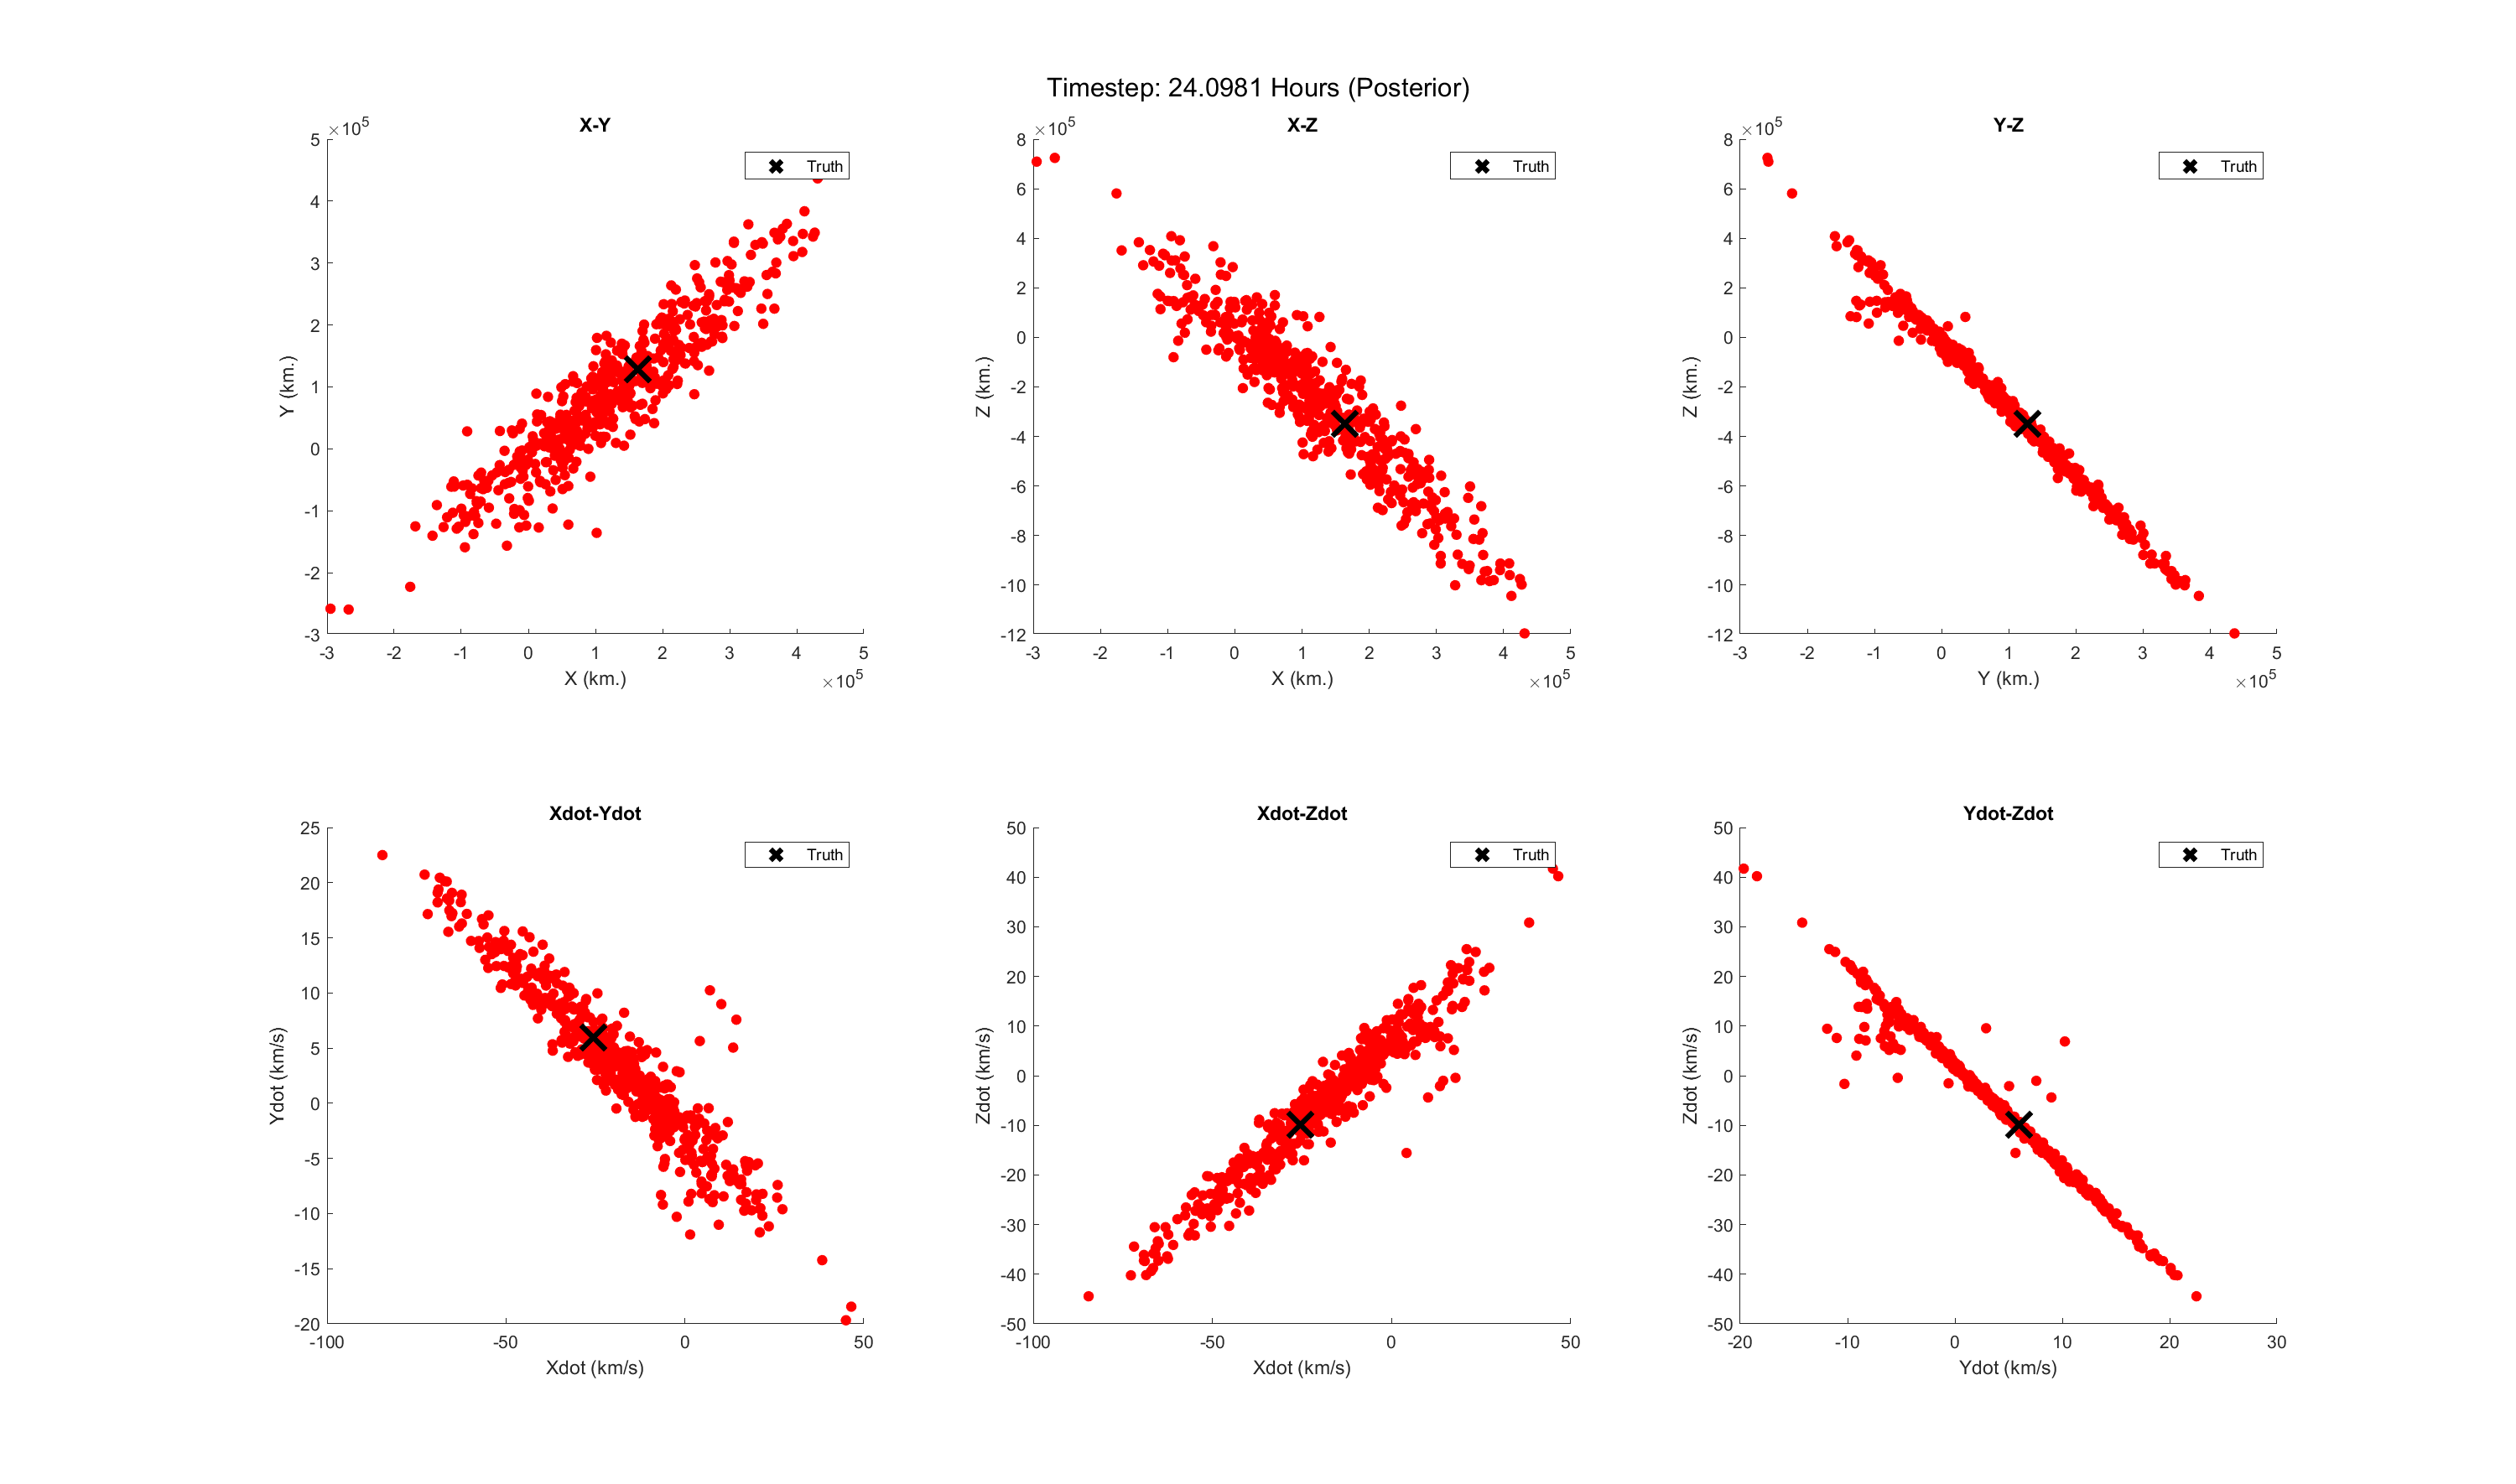 Timestep: 24.0981 Hours (Posterior)
X-Y
×10^5
Truth
5
4
3
2
1
0
-1
-2
-3
Y (km.)
-3 -2 -1 0 1 2 3 4 5
X (km.)
×10^5
X-Z
×10^5
Truth
8
6
4
2
0
-2
-4
-6
-8
-10
-12
Z (km.)
-3 -2 -1 0 1 2 3 4 5
X (km.)
×10^5
Y-Z
×10^5
Truth
8
6
4
2
0
-2
-4
-6
-8
-10
-12
Z (km.)
-3 -2 -1 0 1 2 3 4 5
Y (km.)
×10^5
Xdot-Ydot
Truth
25
20
15
10
5
0
-5
-10
-15
-20
Ydot (km/s)
-100 -50 0 50
Xdot (km/s)
Xdot-Zdot
Truth
50
40
30
20
10
0
-10
-20
-30
-40
-50
Zdot (km/s)
-100 -50 0 50
Xdot (km/s)
Ydot-Zdot
Truth
50
40
30
20
10
0
-10
-20
-30
-40
-50
Zdot (km/s)
-20 -10 0 10 20 30
Ydot (km/s)